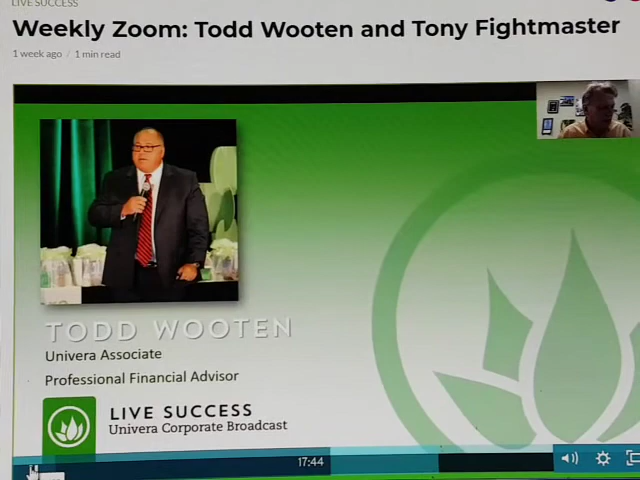 LIVE SUCCESS
Weekly Zoom: Todd Wooten and Tony Fightmaster
1 week ago / 1 min read
TODD WOOTEN
Univera Associate
Professional Financial Advisor
LIVE SUCCESS
Univera Corporate Broadcast
17:44